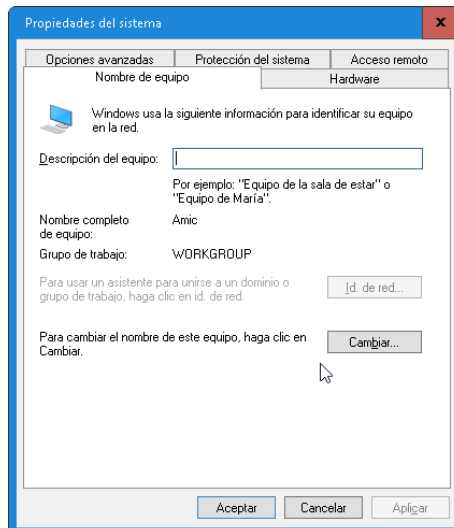 Propiedades del sistema
x
Opciones avanzadas Protección del sistema Acceso remoto
Nombre de equipo Hardware
Windows usa la siguiente información para identificar su equipo
en la red.
Descripción del equipo:
Por ejemplo: "Equipo de la sala de estar" o
"Equipo de María".
Nombre completo Amic
de equipo:
Grupo de trabajo: WORKGROUP
Para usar un asistente para unirse a un dominio o
grupo de trabajo, haga clic en id. de red.
Id. de red...
Para cambiar el nombre de este equipo, haga clic en
Cambiar.
Cambiar...
Aceptar Cancelar Aplicar